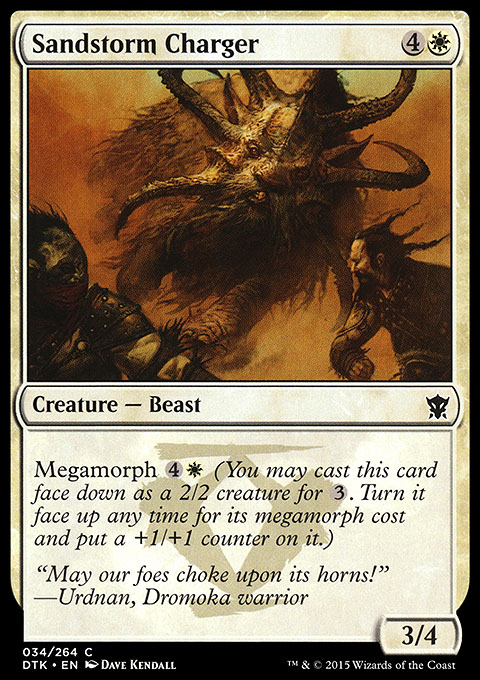 Sandstorm Charger 4
Creature — Beast
Megamorph 4 (You may cast this card
face down as a 2/2 creature for 3. Turn it
face up any time for its megamorph cost
and put a +1/+1 counter on it.)
“May our foes choke upon its horns!”
—Urdnan, Dromoka warrior
3/4
034/264 C
DTK • EN Dave Kendall
™ & © 2015 Wizards of the Coast